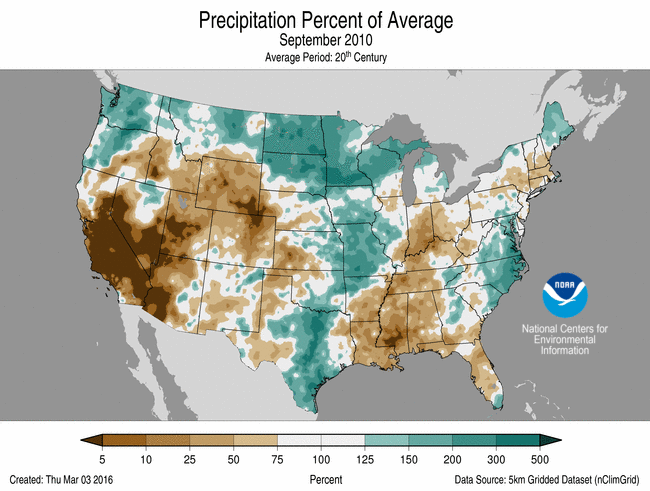 Precipitation Percent of Average
September 2010
Average Period: 20th Century
NOAA
National Centers for
Environmental
Information
5 10 25 50 75 100 125 150 200 300 500
Created: Thu Mar 03 2016 Percent Data Source: 5km Gridded Dataset (nClimGrid)